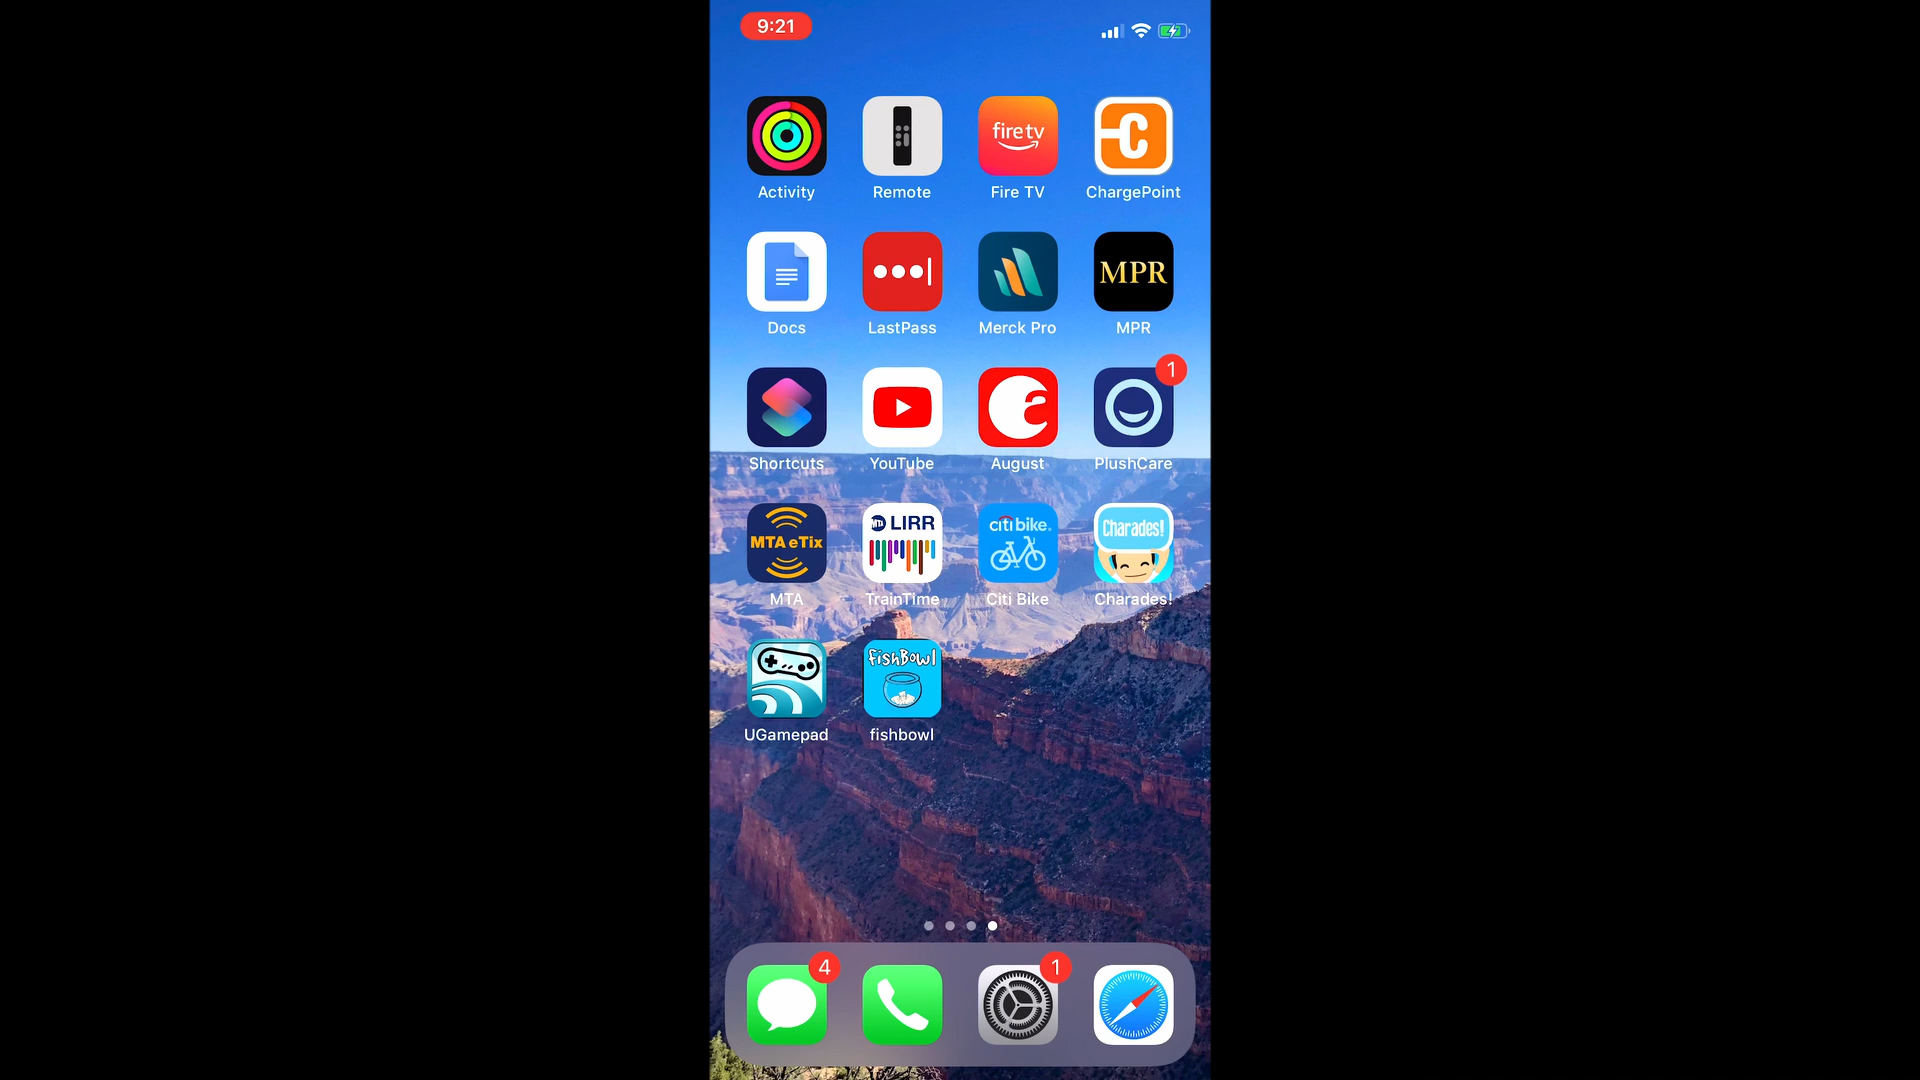 9:21
firetv
Activity
Remote
Fire TV
ChargePoint
MPR
Docs
LastPass
Merck Pro
MPR
1
a
Shortcuts
YouTube
August
PlushCare
MTA eTix
MTA LIRR
citibike
Charades!
MTA
TrainTime
Citi Bike
Charades!
FishBowl
UGamepad
fishbowl
4
1